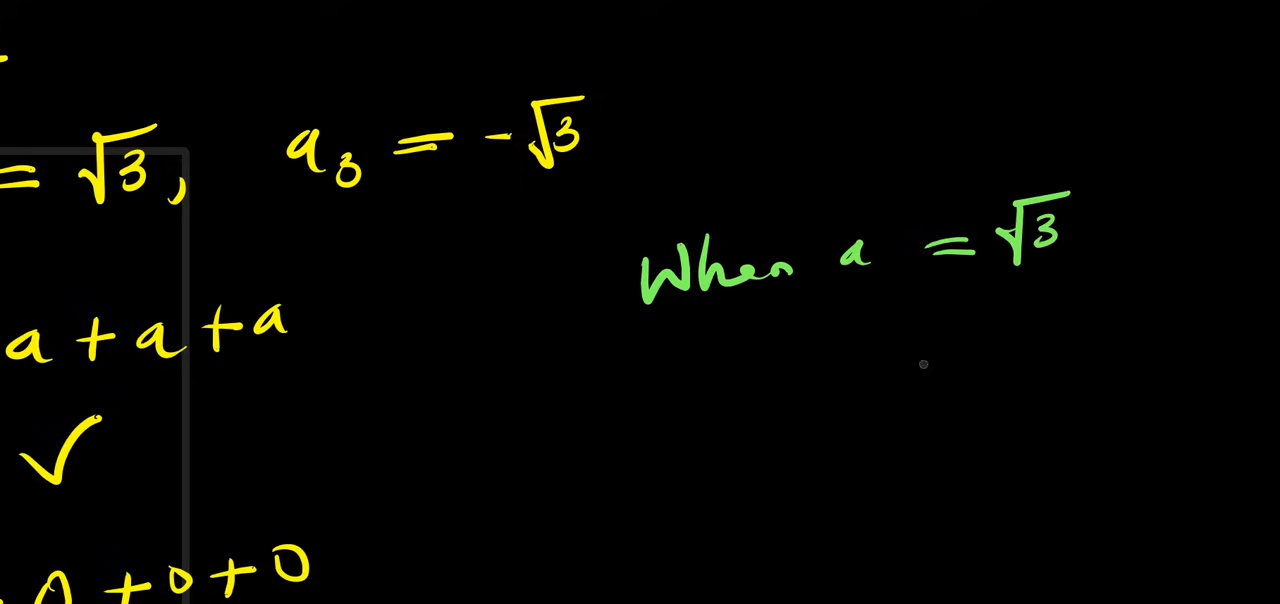 = √3, a₃ = -√3
When a = √3
a + a + a
✓
0 + 0 + 0